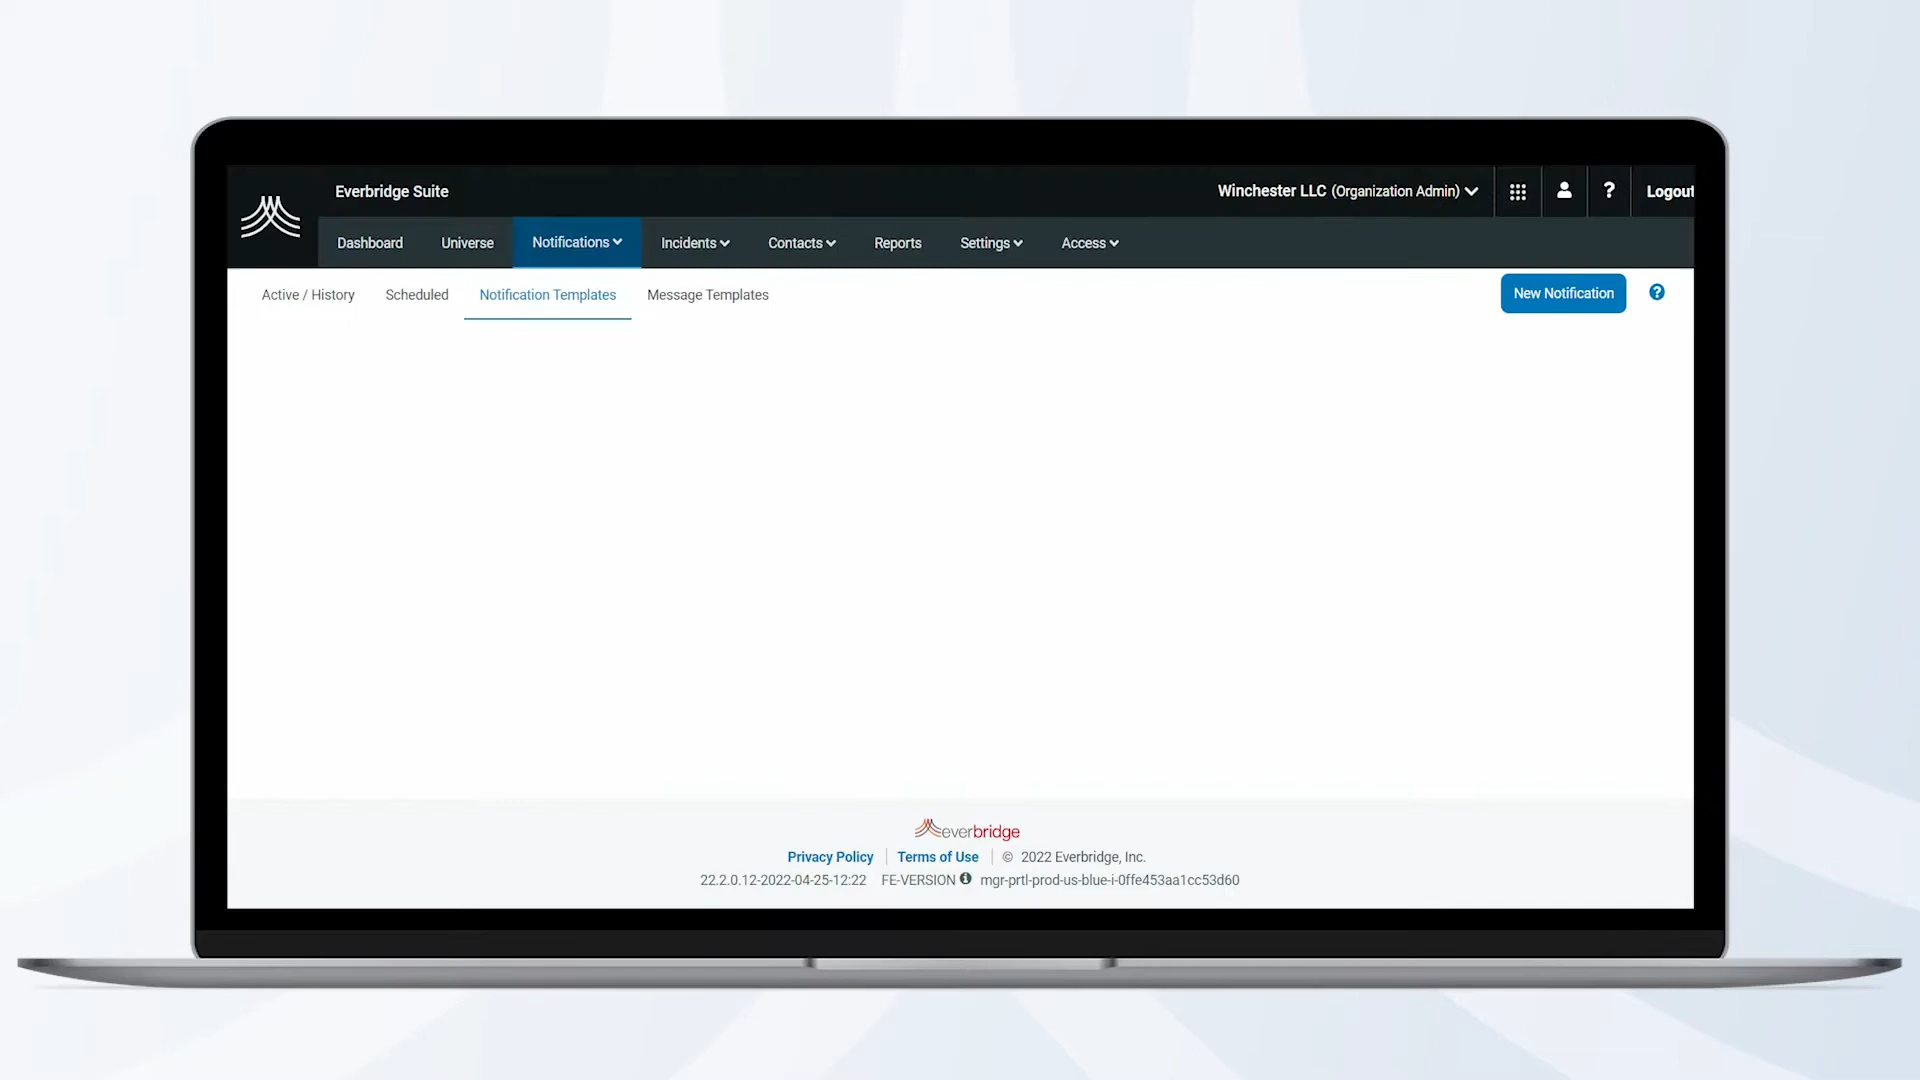 Everbridge Suite
Winchester LLC (Organization Admin)
?
Logout
Dashboard
Universe
Notifications
Incidents
Contacts
Reports
Settings
Access
Active / History
Scheduled
Notification Templates
Message Templates
New Notification
?
everbridge
Privacy Policy
Terms of Use
© 2022 Everbridge, Inc.
22.2.0.12-2022-04-25-12:22 FE-VERSION mgr-prtl-prod-us-blue-i-0ffe453aa1cc53d60